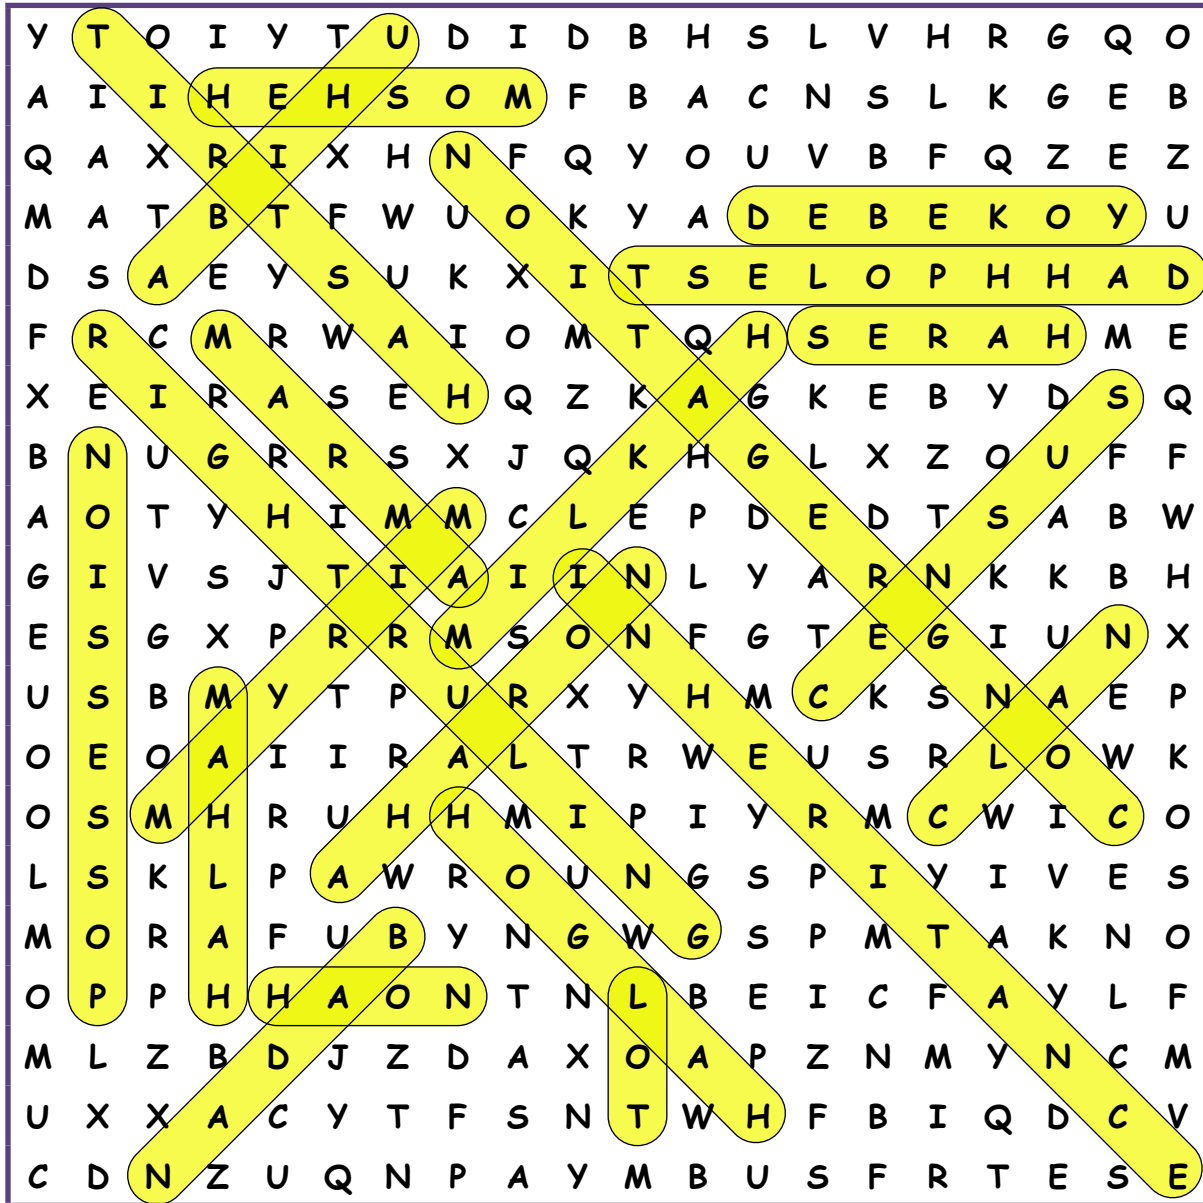 Y T O I Y T U D I D B H S L V H R G Q O
A I I H E H S O M F B A C N S L K G E B
Q A X R I X H N F Q Y O U V B F Q Z E Z
M A T B T F W U O K Y A D E B E K O Y U
D S A E Y S U K X I T S E L O P H H A D
F R C M R W A I O M T Q H S E R A H M E
X E I R A S E H Q Z K A G K E B Y D S Q
B N U G R R S X J Q K H G L X Z O U F F
A O T Y H I M M C L E P D E D T S A B W
G I V S J T I A I I N L Y A R N K K B H
E S G X P R R M S O N F G T E G I U N X
U S B M Y T P U R X Y H M C K S N A E P
O E O A I I R A L T R W E U S R L O W K
O S M H R U H H M I P I Y R M C W I C O
L S K L P A W R O U N G S P I Y I V E S
M O R A F U B Y N G W G S P M T A K N O
O P P H H A O N T N L B E I C F A Y L F
M L Z B D J Z D A X O A P Z N M Y N C M
U X X A C Y T F S N T W H F B I Q D C V
C D N Z U Q N P A Y M B U S F R T E S E